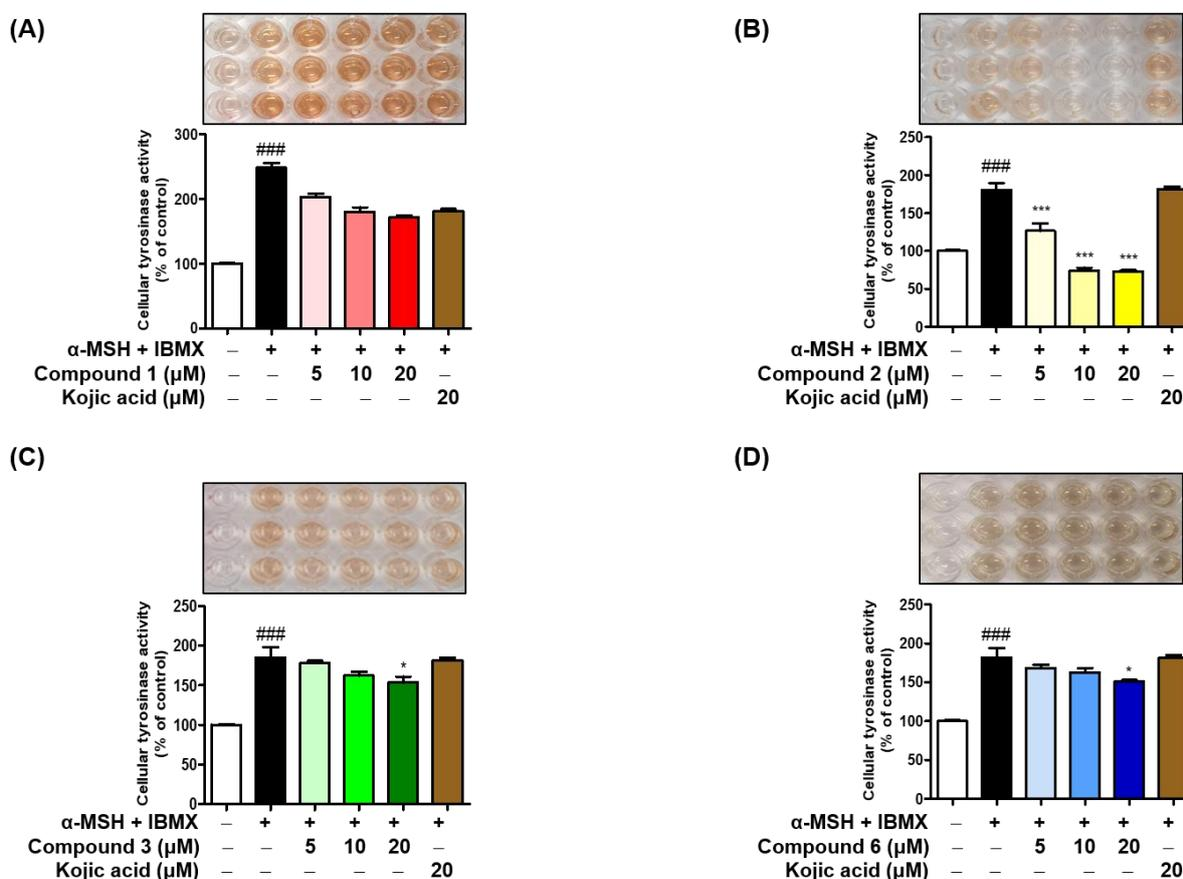 (A)
Cellular tyrosinase activity
(% of control)
300
200
100
0
###
α-MSH + IBMX – + + + + +
Compound 1 (μM) – – 5 10 20 –
Kojic acid (μM) – – – – – 20
(B)
Cellular tyrosinase activity
(% of control)
250
200
150
100
50
0
###
***
***
***
α-MSH + IBMX – + + + + +
Compound 2 (μM) – – 5 10 20 –
Kojic acid (μM) – – – – – 20
(C)
Cellular tyrosinase activity
(% of control)
250
200
150
100
50
0
###
*
α-MSH + IBMX – + + + + +
Compound 3 (μM) – – 5 10 20 –
Kojic acid (μM) – – – – – 20
(D)
Cellular tyrosinase activity
(% of control)
250
200
150
100
50
0
###
*
α-MSH + IBMX – + + + + +
Compound 6 (μM) – – 5 10 20 –
Kojic acid (μM) – – – – – 20